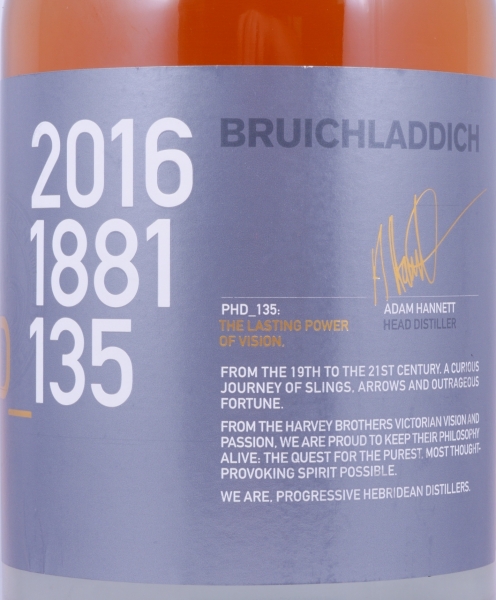 2016
1881
D_135
BRUICHLADDICH
PHD_135:
THE LASTING POWER
OF VISION.
ADAM HANNETT
HEAD DISTILLER
FROM THE 19TH TO THE 21ST CENTURY. A CURIOUS
JOURNEY OF SLINGS, ARROWS AND OUTRAGEOUS
FORTUNE.
FROM THE HARVEY BROTHERS VICTORIAN VISION AND
PASSION, WE ARE PROUD TO KEEP THEIR PHILOSOPHY
ALIVE: THE QUEST FOR THE PUREST, MOST THOUGHT-
PROVOKING SPIRIT POSSIBLE.
WE ARE, PROGRESSIVE HEBRIDEAN DISTILLERS.